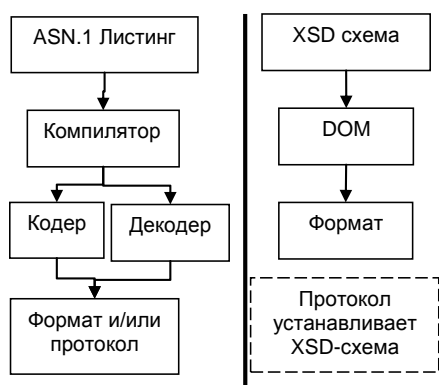 ASN.1 Листинг
Компилятор
Кодер
Декодер
Формат и/или
протокол
XSD схема
DOM
Формат
Протокол
устанавливает
XSD-схема